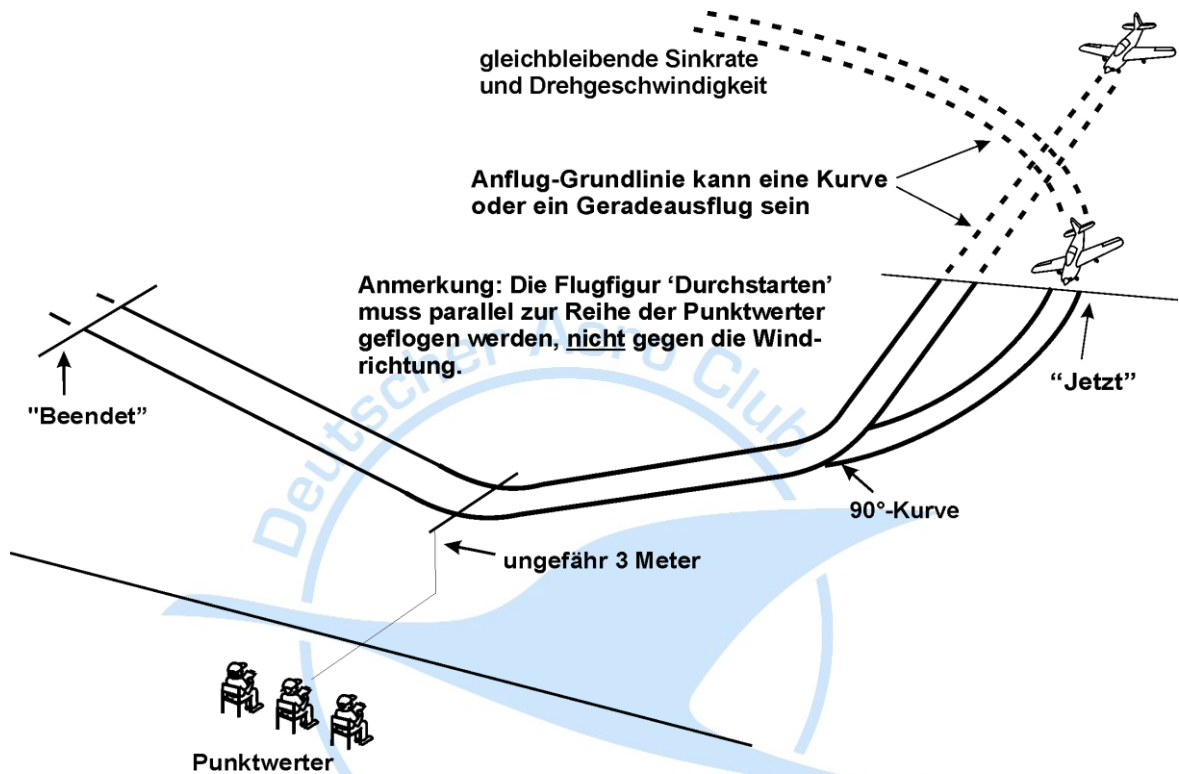 gleichbleibende Sinkrate
und Drehgeschwindigkeit
Anflug-Grundlinie kann eine Kurve
oder ein Geradeausflug sein
Anmerkung: Die Flugfigur ‘Durchstarten’
muss parallel zur Reihe der Punktwerter
geflogen werden, nicht gegen die Wind-
richtung.
"Beendet”
“Jetzt”
90°-Kurve
ungefähr 3 Meter
Punktwerter
Deutscher Aero Club